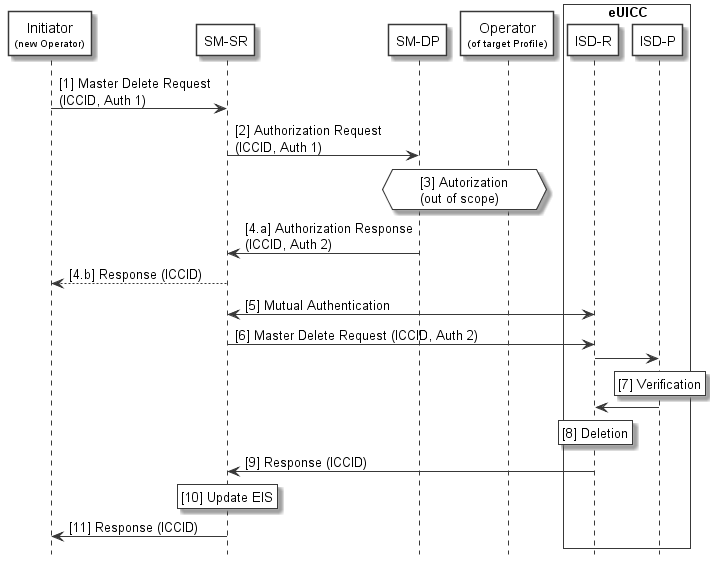 eUICC
Initiator
(new Operator)
SM-SR
SM-DP
Operator
(of target Profile)
ISD-R
ISD-P
[1] Master Delete Request
(ICCID, Auth 1)
[2] Authorization Request
(ICCID, Auth 1)
[3] Autorization
(out of scope)
[4.a] Authorization Response
(ICCID, Auth 2)
[4.b] Response (ICCID)
[5] Mutual Authentication
[6] Master Delete Request (ICCID, Auth 2)
[7] Verification
[8] Deletion
[9] Response (ICCID)
[10] Update EIS
[11] Response (ICCID)